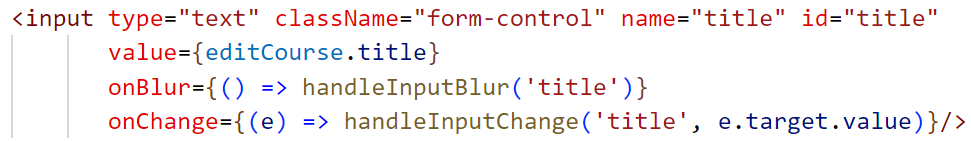 <input type="text" className="form-control" name="title" id="title"
value={editCourse.title}
onBlur={() => handleInputBlur('title')}
onChange={(e) => handleInputChange('title', e.target.value)}/>